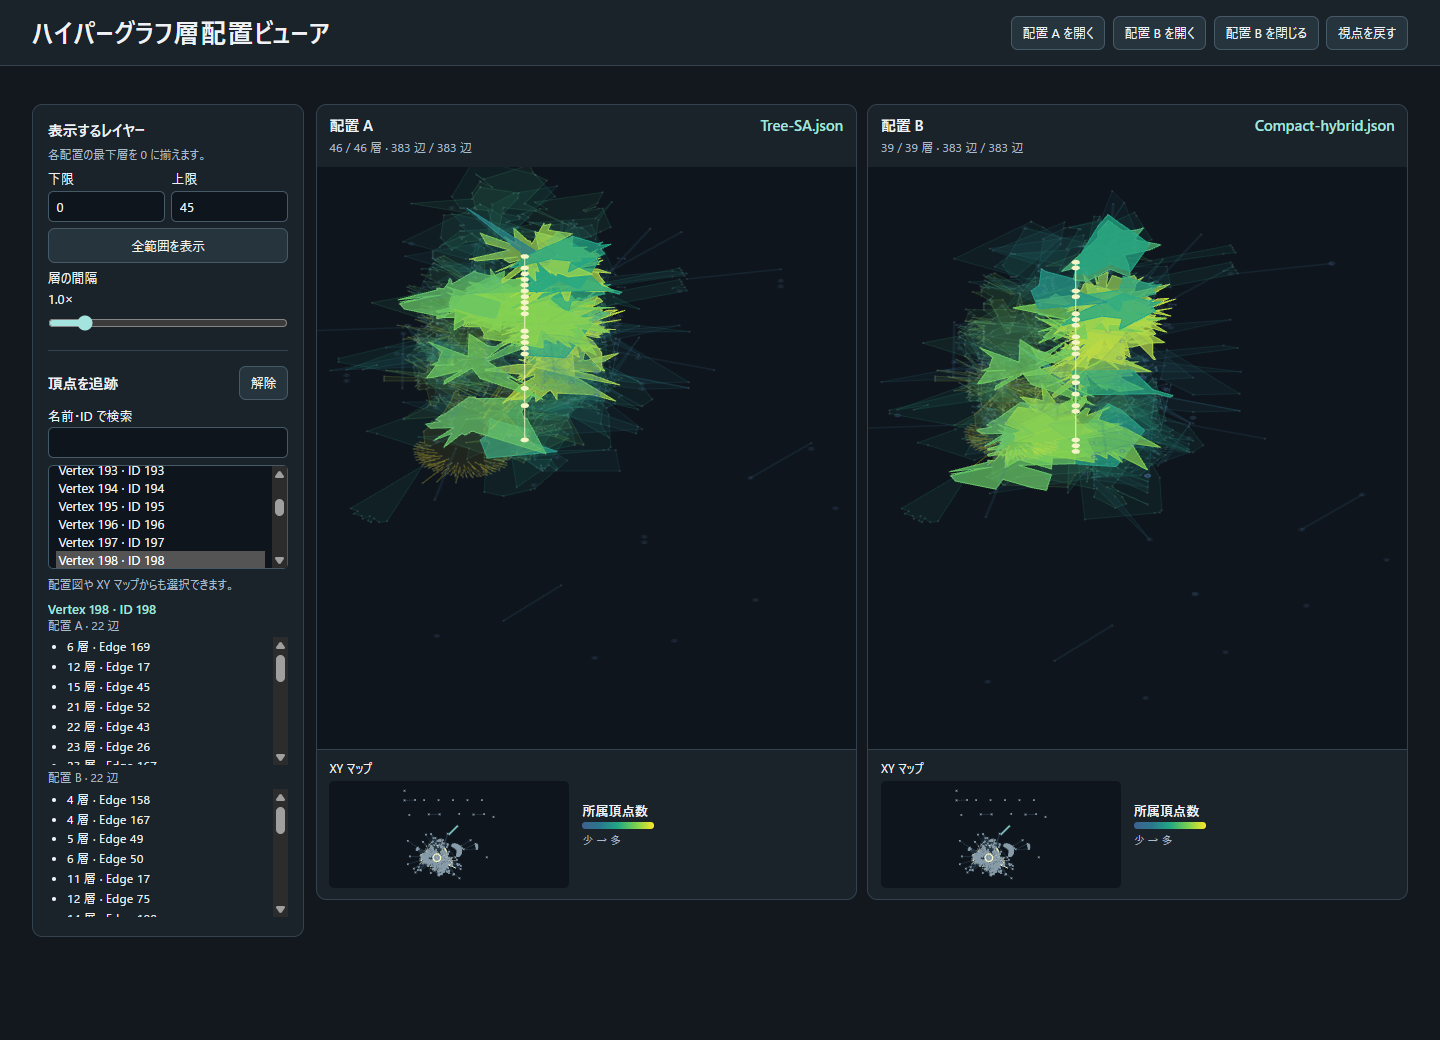 ハイパーグラフ層配置ビューア
配置 A を開く
配置 B を開く
配置 B を閉じる
視点を戻す
表示するレイヤー
各配置の最下層を 0 に揃えます。
下限
上限
0
45
全範囲を表示
層の間隔
1.0×
頂点を追跡
解除
名前・ID で検索
Vertex 193 · ID 193
Vertex 194 · ID 194
Vertex 195 · ID 195
Vertex 196 · ID 196
Vertex 197 · ID 197
Vertex 198 · ID 198
配置図や XY マップからも選択できます。
Vertex 198 · ID 198
配置 A · 22 辺
• 6 層 · Edge 169
• 12 層 · Edge 17
• 15 層 · Edge 45
• 21 層 · Edge 52
• 22 層 · Edge 43
• 23 層 · Edge 26
配置 B · 22 辺
• 4 層 · Edge 158
• 4 層 · Edge 167
• 5 層 · Edge 49
• 6 層 · Edge 50
• 11 層 · Edge 17
• 12 層 · Edge 75
配置 A
Tree-SA.json
46 / 46 層 · 383 辺 / 383 辺
XY マップ
所属頂点数
少 → 多
配置 B
Compact-hybrid.json
39 / 39 層 · 383 辺 / 383 辺
XY マップ
所属頂点数
少 → 多